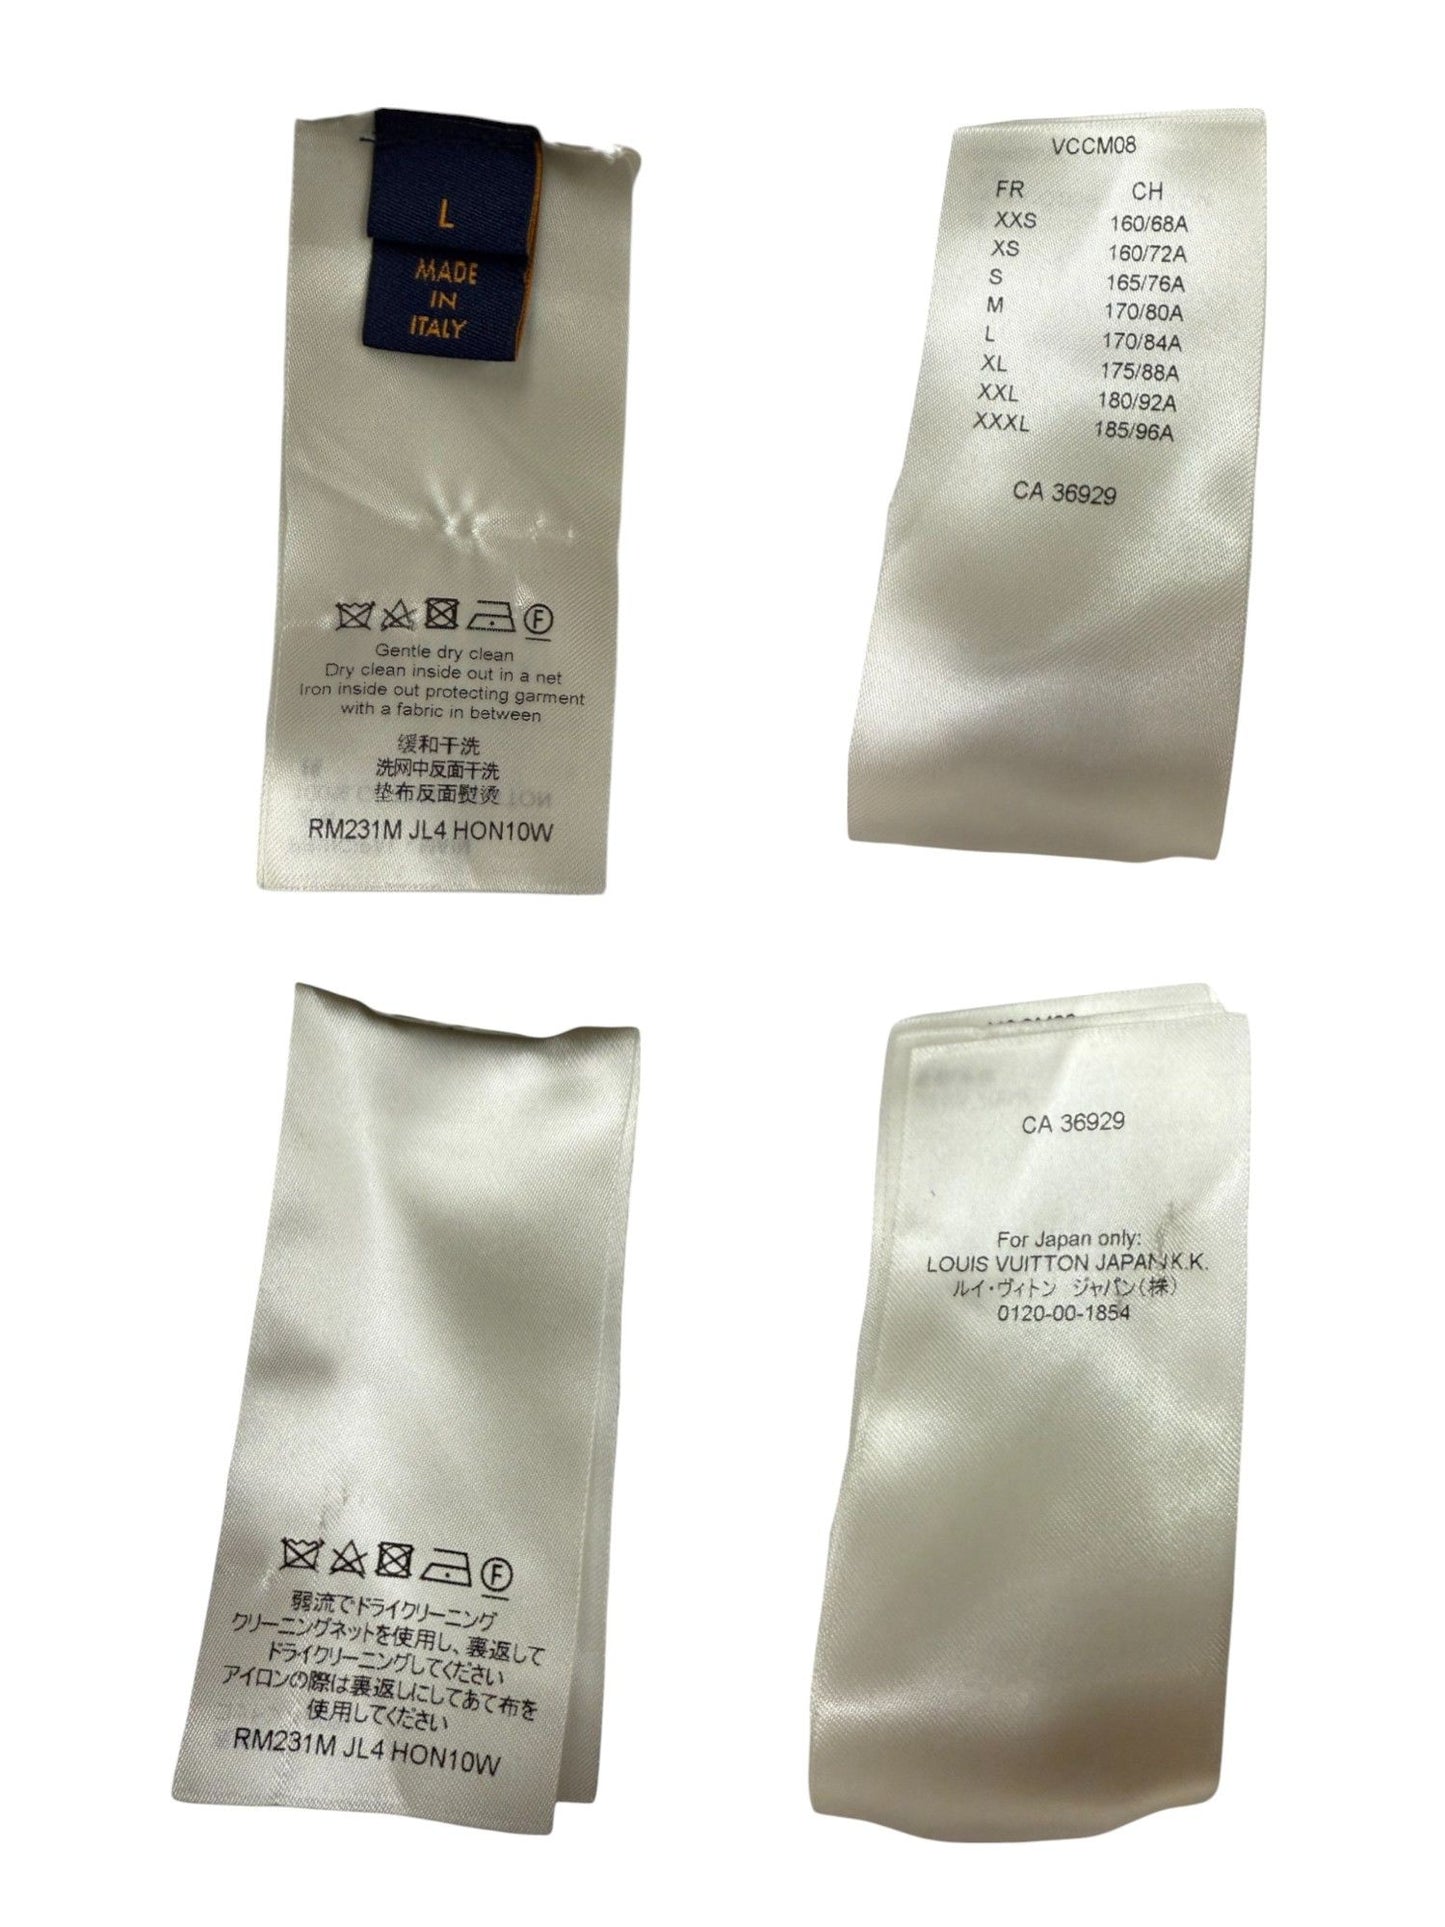 L
MADE
IN
ITALY
Gentle dry clean
Dry clean inside out in a net
Iron inside out protecting garment
with a fabric in between
缓和干洗
洗网中反面干洗
垫布反面熨烫
RM231M JL4 HON10W
VCCM08
FR CH
XXS 160/68A
XS 160/72A
S 165/76A
M 170/80A
L 170/84A
XL 175/88A
XXL 180/92A
XXXL 185/96A
CA 36929
F
弱流でドライクリーニング
クリーニングネットを使用し、裏返して
ドライクリーニングしてください
アイロンの際は裏返しにしてあて布を
使用してください
RM231M JL4 HON10W
F
CA 36929
For Japan only:
LOUIS VUITTON JAPAN K.K.
ルイ・ヴィトン ジャパン(株)
0120-00-1854